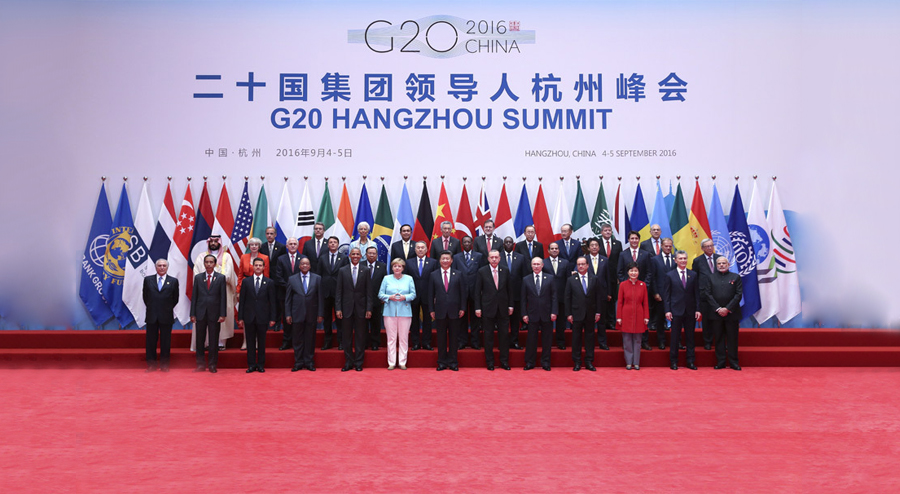 G20 2016
CHINA
二十国集团领导人杭州峰会
G20 HANGZHOU SUMMIT
中国·杭州 2016年9月4-5日 HANGZHOU, CHINA 4-5 SEPTEMBER 2016